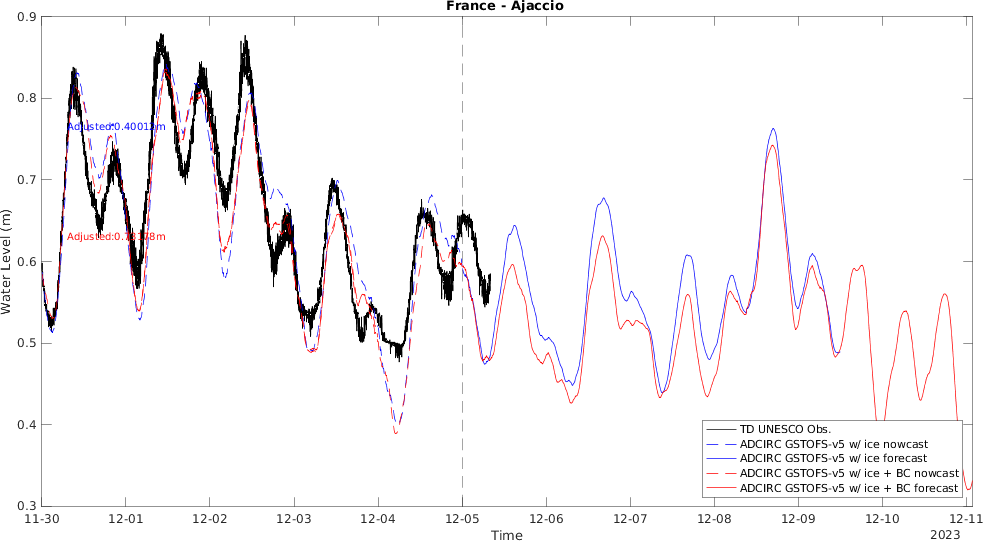 France - Ajaccio
0.9
0.8
0.7
0.6
0.5
0.4
0.3
Water Level (m)
Adjusted:0.40012m
TD UNESCO Obs.
ADCIRC GSTOFS-v5 w/ ice nowcast
ADCIRC GSTOFS-v5 w/ ice forecast
ADCIRC GSTOFS-v5 w/ ice + BC nowcast
ADCIRC GSTOFS-v5 w/ ice + BC forecast
11-30 12-01 12-02 12-03 12-04 12-05 12-06 12-07 12-08 12-09 12-10 12-11
Time
2023